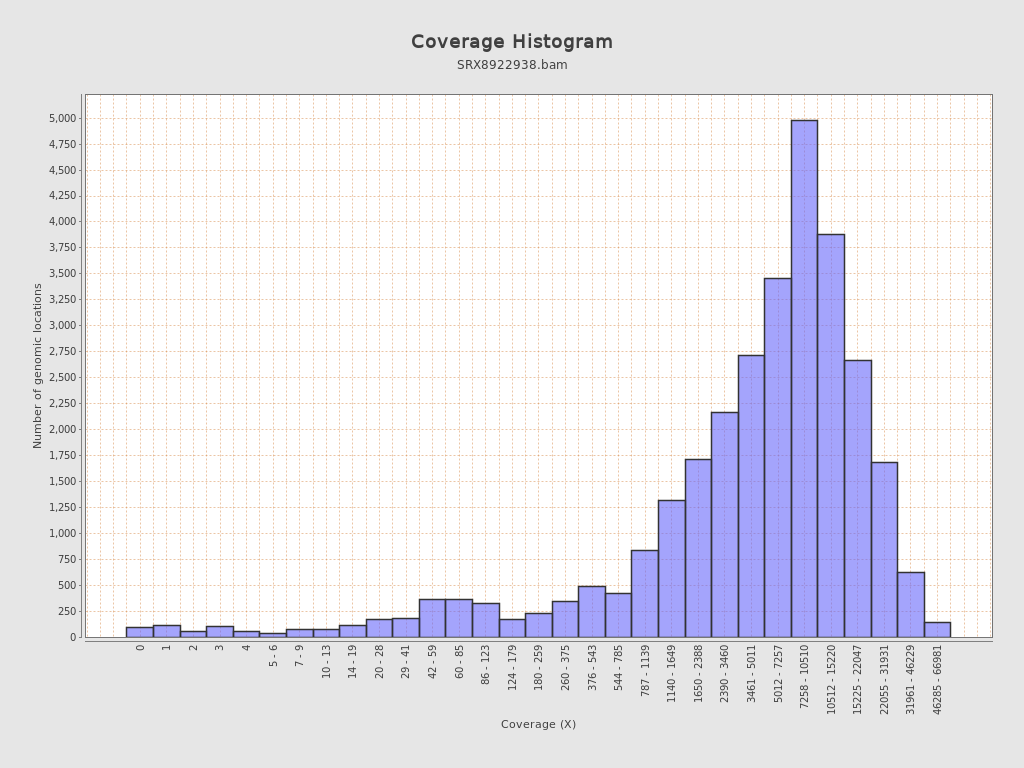 Coverage Histogram
SRX8922938.bam
Number of genomic locations
5,000
4,750
4,500
4,250
4,000
3,750
3,500
3,250
3,000
2,750
2,500
2,250
2,000
1,750
1,500
1,250
1,000
750
500
250
0
0
1
2
3
4
5 - 6
7 - 9
10 - 13
14 - 19
20 - 28
29 - 41
42 - 59
60 - 85
86 - 123
124 - 179
180 - 259
260 - 375
376 - 543
544 - 785
787 - 1139
1140 - 1649
1650 - 2388
2390 - 3460
3461 - 5011
5012 - 7257
7258 - 10510
10512 - 15220
15225 - 22047
22055 - 31931
31961 - 46229
46285 - 66981
Coverage (X)